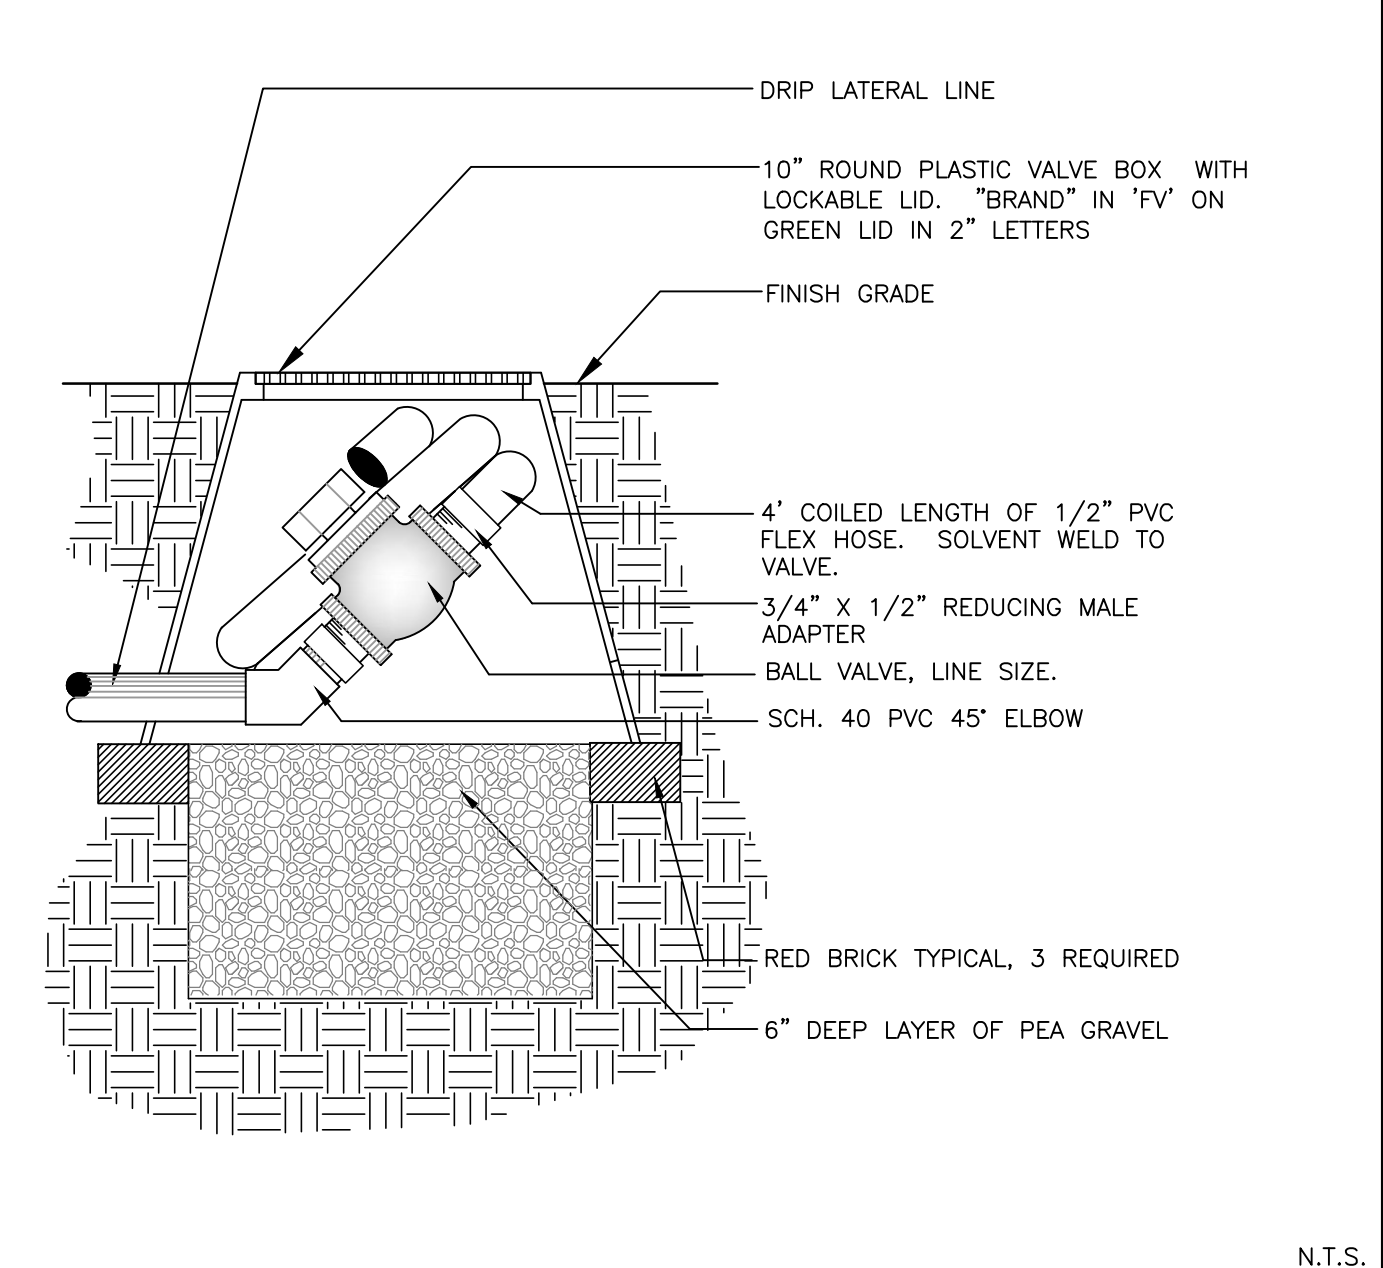 DRIP LATERAL LINE
10" ROUND PLASTIC VALVE BOX WITH
LOCKABLE LID. "BRAND" IN 'FV' ON
GREEN LID IN 2" LETTERS
FINISH GRADE
4' COILED LENGTH OF 1/2" PVC
FLEX HOSE. SOLVENT WELD TO
VALVE.
3/4" X 1/2" REDUCING MALE
ADAPTER
BALL VALVE, LINE SIZE.
SCH. 40 PVC 45° ELBOW
RED BRICK TYPICAL, 3 REQUIRED
6" DEEP LAYER OF PEA GRAVEL
N.T.S.